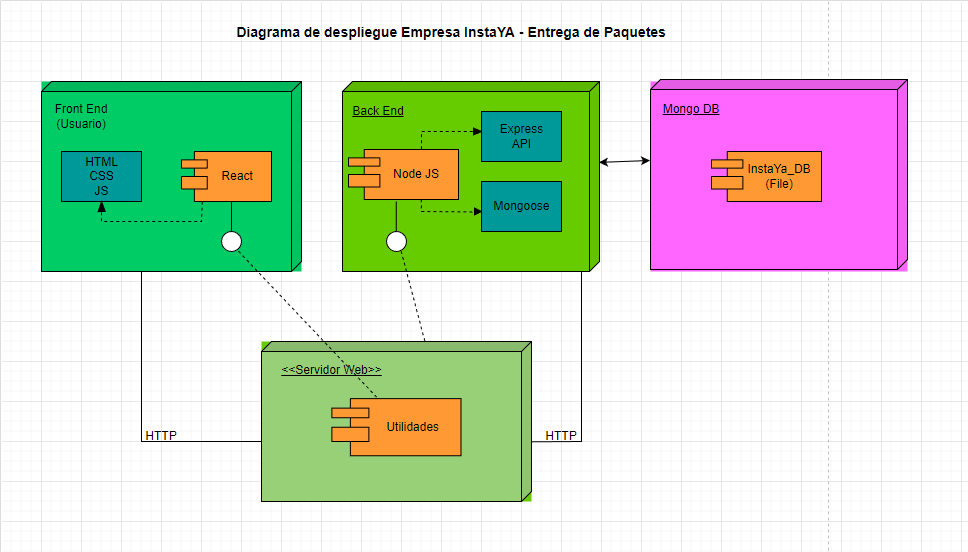 Diagrama de despliegue Empresa InstaYA - Entrega de Paquetes
Front End
(Usuario)
HTML
CSS
JS
React
Back End
Node JS
Express
API
Mongoose
Mongo DB
InstaYa_DB
(File)
<<Servidor Web>>
Utilidades
HTTP
HTTP